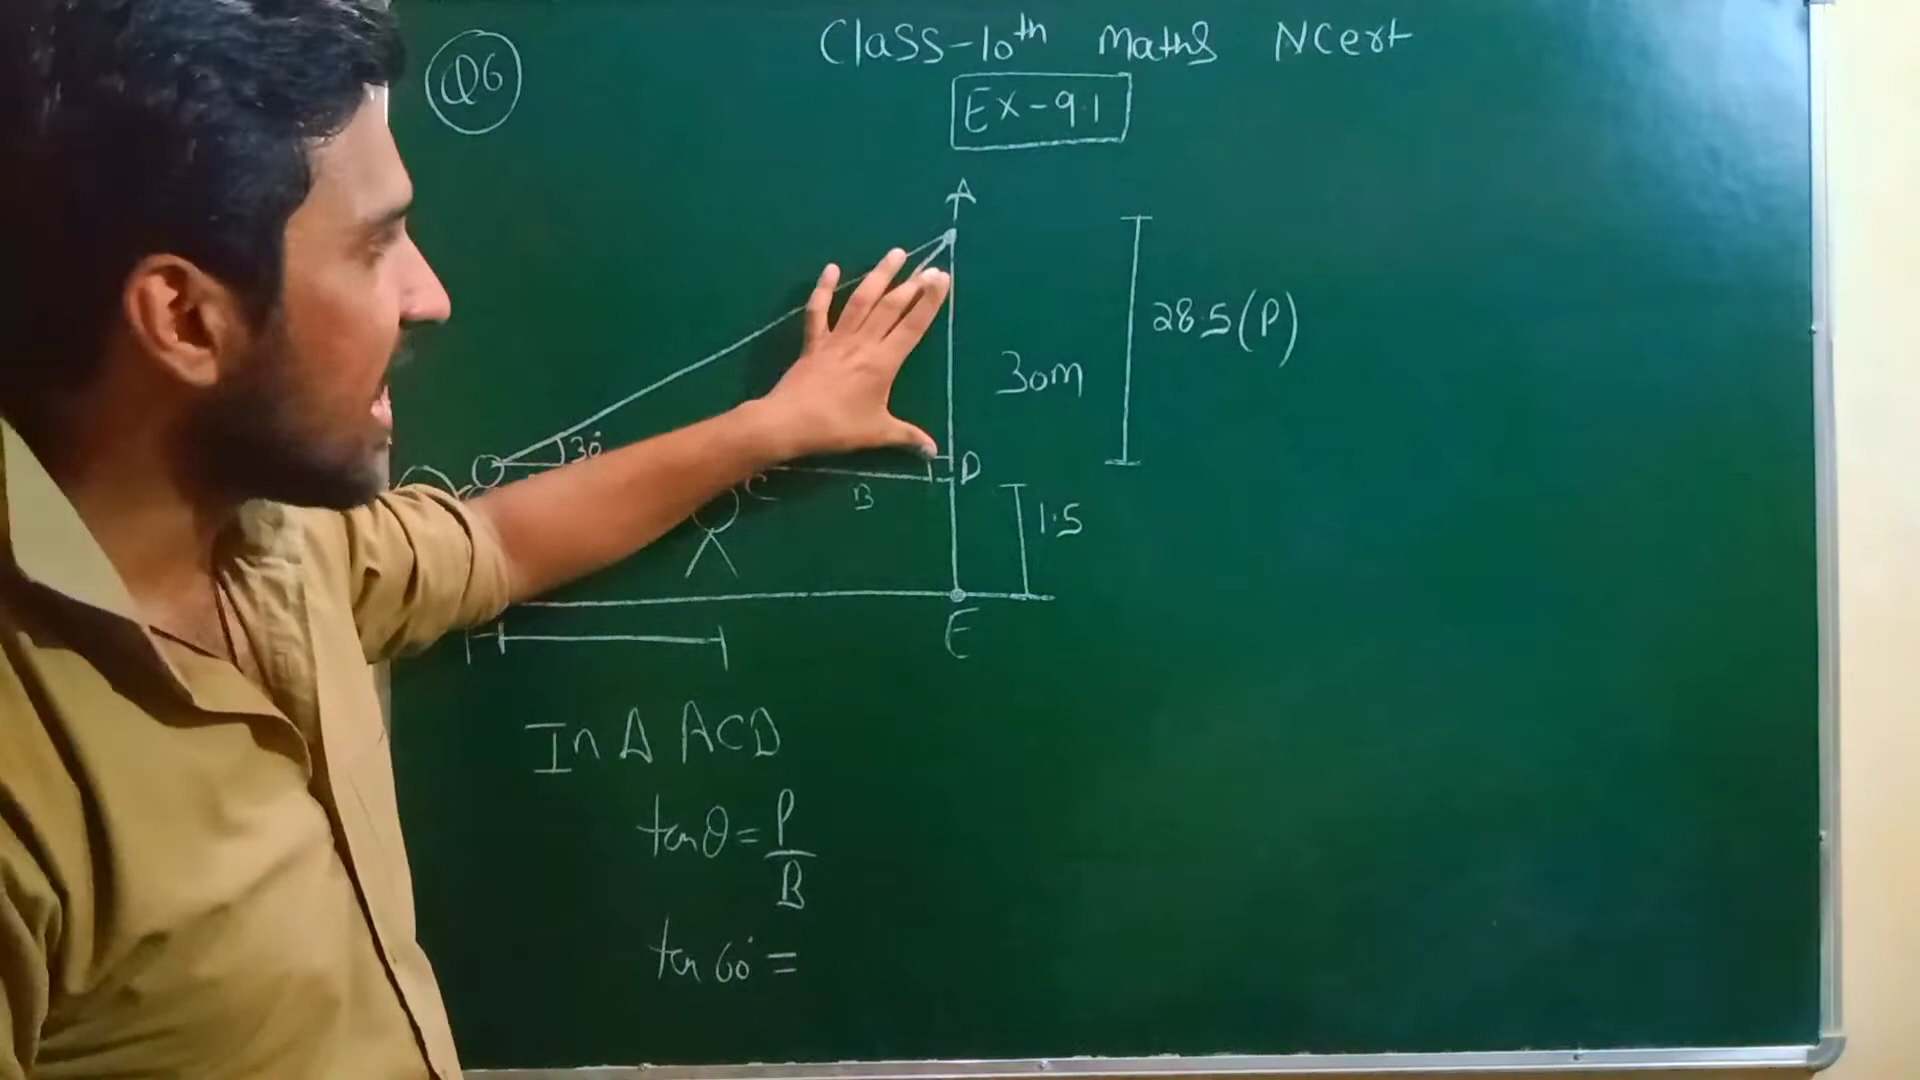 Q6
Class-10th Maths NCert
Ex-9.1
A
28.5(P)
30m
30°
D
C
B
1.5
E
In Δ ACD
tanθ = P/B
tan 60° =